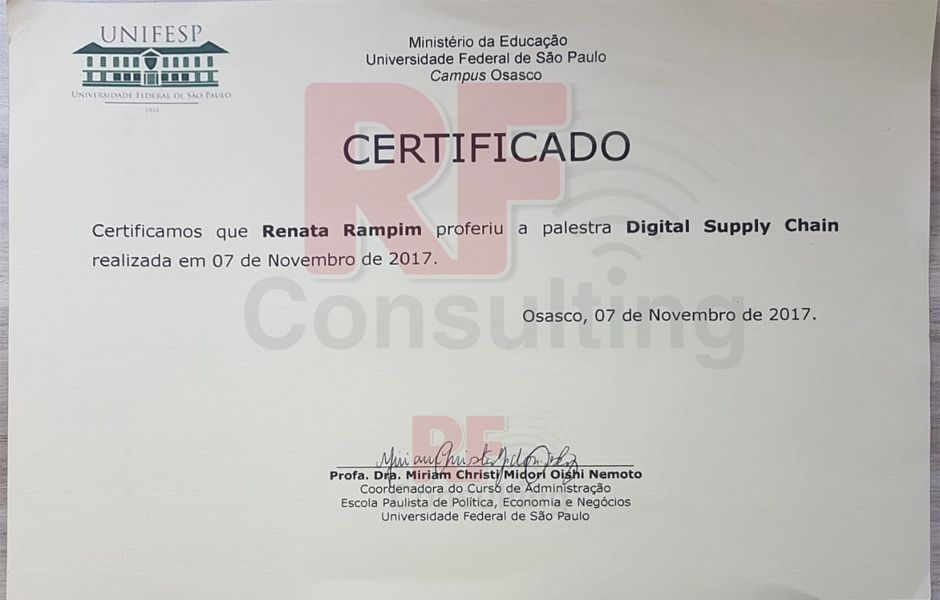 UNIFESP
UNIVERSIDADE FEDERAL DE SÃO PAULO
Ministério da Educação
Universidade Federal de São Paulo
Campus Osasco
CERTIFICADO
Certificamos que Renata Rampim proferiu a palestra Digital Supply Chain
realizada em 07 de Novembro de 2017.
Osasco, 07 de Novembro de 2017.
RF
Consulting
RF
Profa. Dra. Miriam Christi Midori Oishi Nemoto
Coordenadora do Curso de Administração
Escola Paulista de Política, Economia e Negócios
Universidade Federal de São Paulo